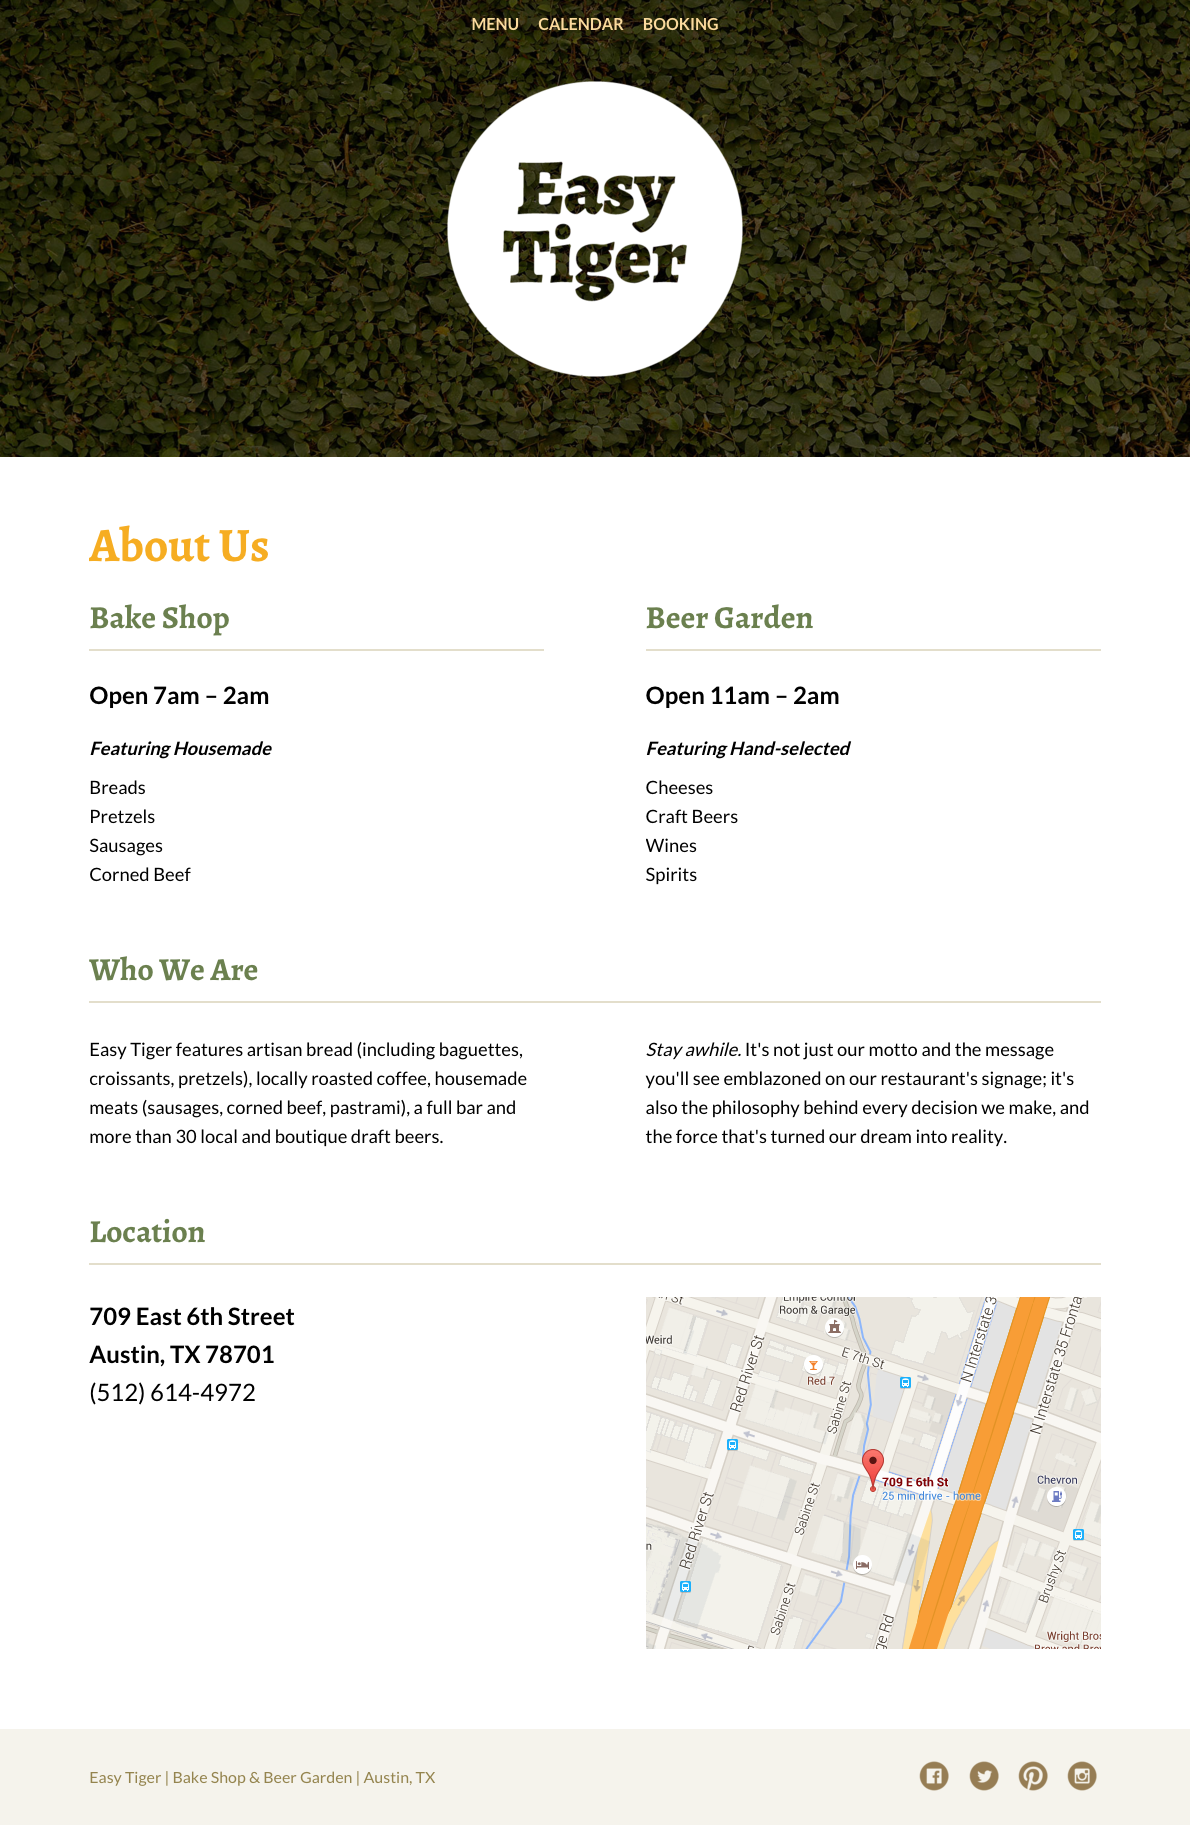 MENU CALENDAR BOOKING
Easy
Tiger
About Us
Bake Shop
Open 7am – 2am
Featuring Housemade
Breads
Pretzels
Sausages
Corned Beef
Beer Garden
Open 11am – 2am
Featuring Hand-selected
Cheeses
Craft Beers
Wines
Spirits
Who We Are
Easy Tiger features artisan bread (including baguettes,
croissants, pretzels), locally roasted coffee, housemade
meats (sausages, corned beef, pastrami), a full bar and
more than 30 local and boutique draft beers.
Stay awhile. It's not just our motto and the message
you'll see emblazoned on our restaurant's signage; it's
also the philosophy behind every decision we make, and
the force that's turned our dream into reality.
Location
709 East 6th Street
Austin, TX 78701
(512) 614-4972
Empire Control
Room & Garage
Weird
E 7th St
Red 7
Red River St
Sabine St
N Interstate 3
N Interstate 35 Fronta
709 E 6th St
25 min drive - home
Chevron
Red River St
Sabine St
Sabine St
Brushy St
ge Rd
Wright Bros
Easy Tiger | Bake Shop & Beer Garden | Austin, TX